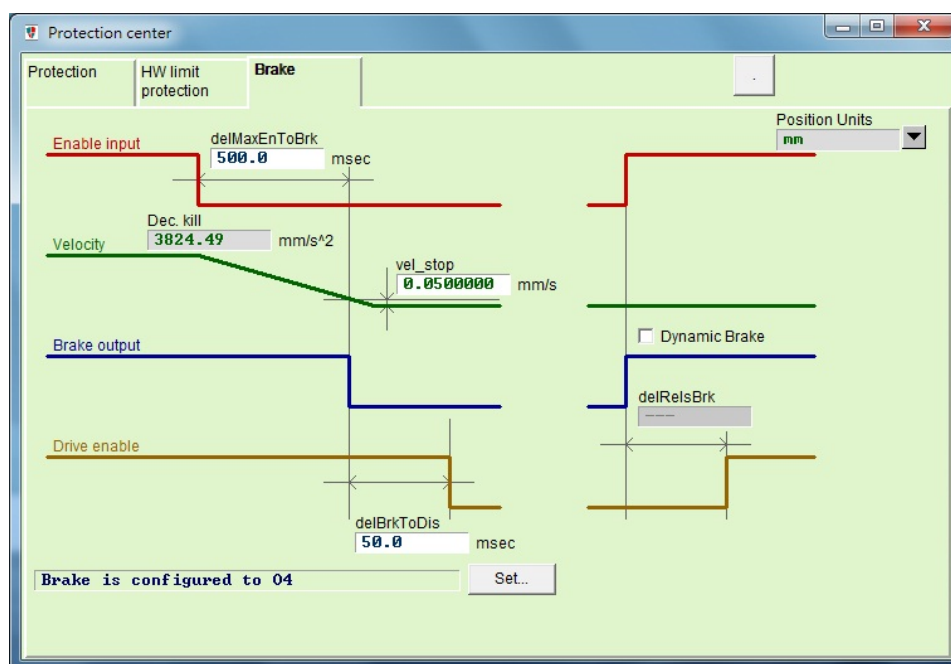 Protection center
Protection
HW limit
protection
Brake
.
Position Units
mm
Enable input
delMaxEnToBrk
500.0 msec
Dec. kill
3824.49 mm/s^2
Velocity
vel_stop
0.0500000 mm/s
Brake output
Dynamic Brake
delRelsBrk
---
Drive enable
delBrkToDis
50.0 msec
Brake is configured to O4
Set...